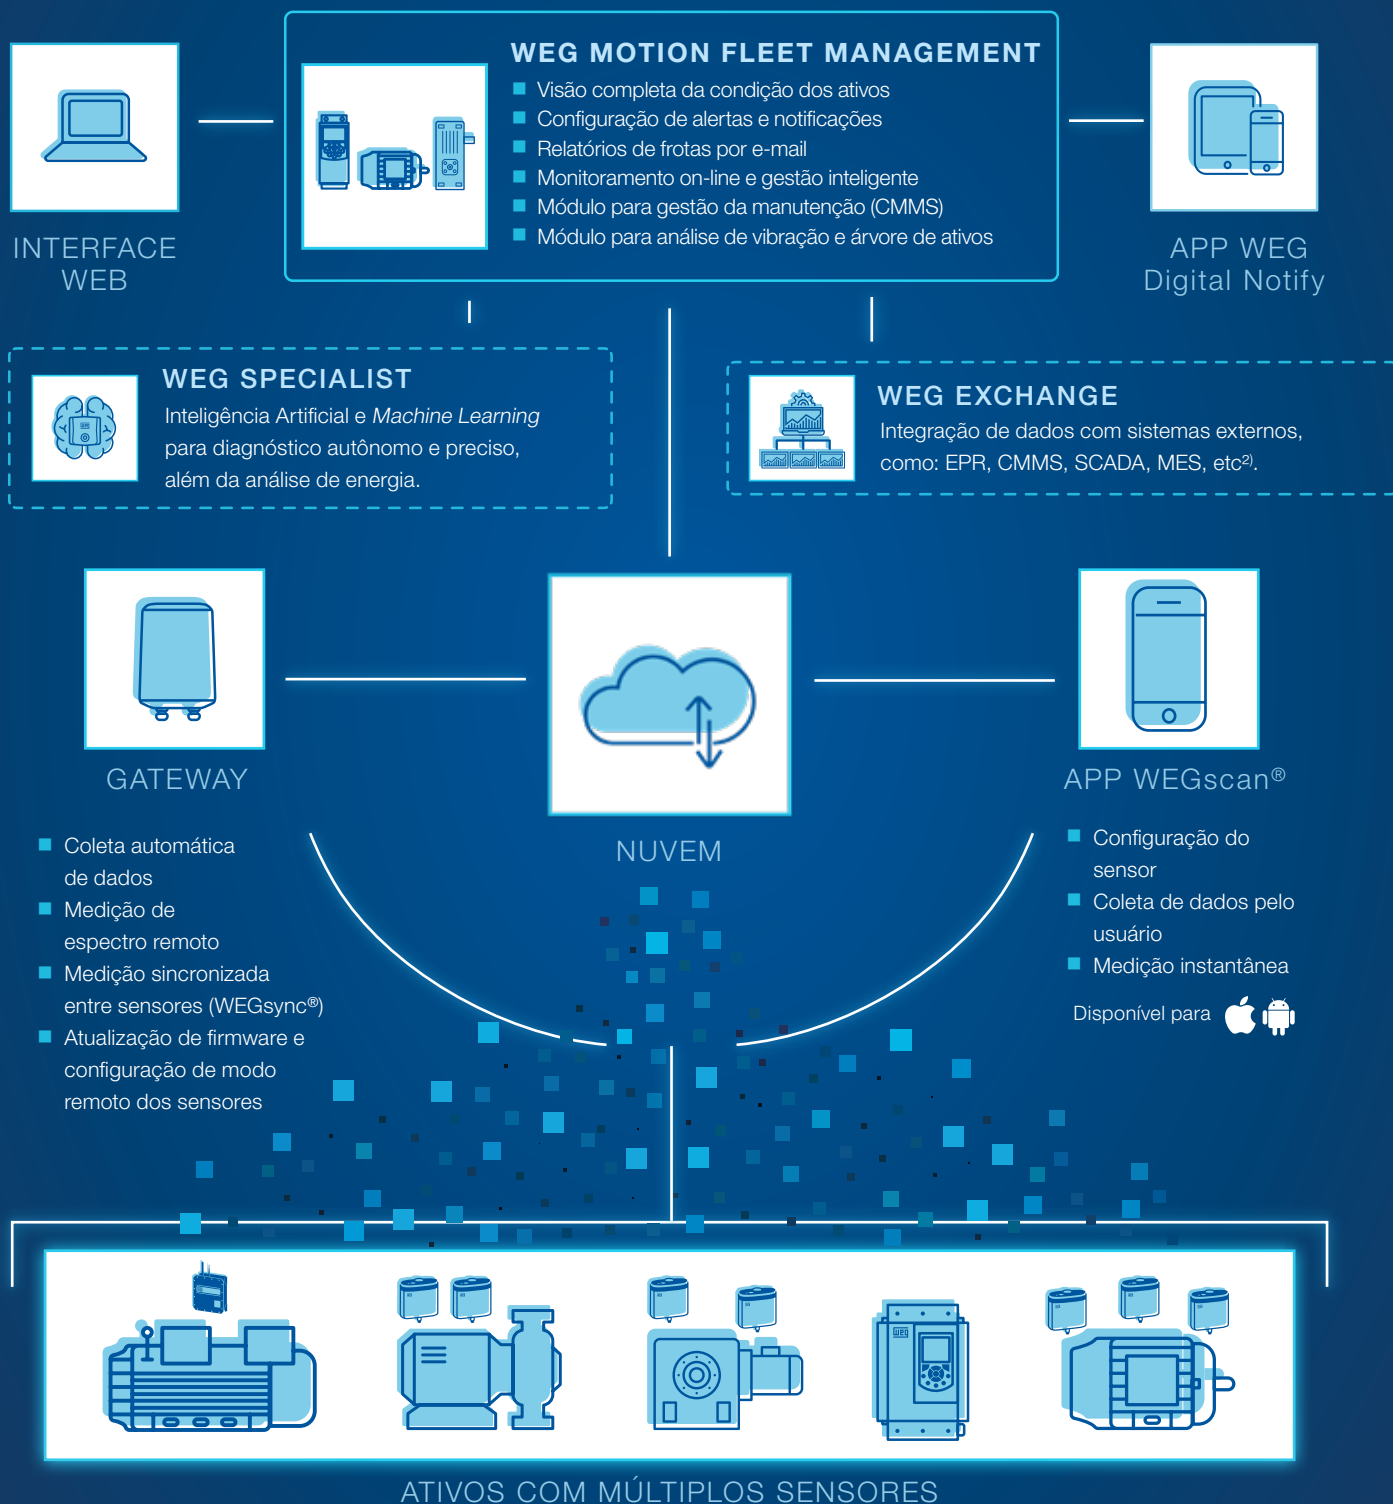 WEG MOTION FLEET MANAGEMENT
Visão completa da condição dos ativos
Configuração de alertas e notificações
Relatórios de frotas por e-mail
Monitoramento on-line e gestão inteligente
Módulo para gestão da manutenção (CMMS)
Módulo para análise de vibração e árvore de ativos
INTERFACE
WEB
APP WEG
Digital Notify
WEG SPECIALIST
Inteligência Artificial e Machine Learning
para diagnóstico autônomo e preciso,
além da análise de energia.
WEG EXCHANGE
Integração de dados com sistemas externos,
como: EPR, CMMS, SCADA, MES, etc²⁾.
GATEWAY
Coleta automática
de dados
Medição de
espectro remoto
Medição sincronizada
entre sensores (WEGsync®)
Atualização de firmware e
configuração de modo
remoto dos sensores
NUVEM
APP WEGscan®
Configuração do
sensor
Coleta de dados pelo
usuário
Medição instantânea
Disponível para
weg
ATIVOS COM MÚLTIPLOS SENSORES